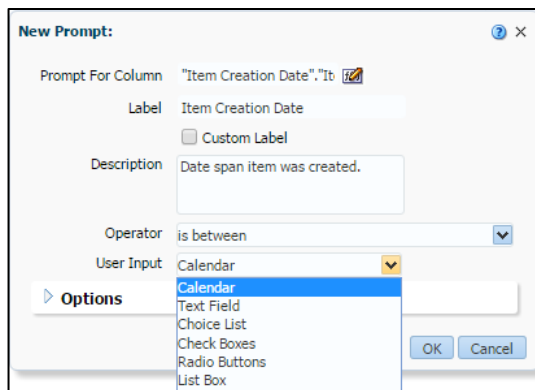 New Prompt:
Prompt For Column "Item Creation Date"."It
Label Item Creation Date
Custom Label
Description Date span item was created.
Operator is between
User Input Calendar
Calendar
Text Field
Choice List
Check Boxes
Radio Buttons
List Box
Options
OK Cancel